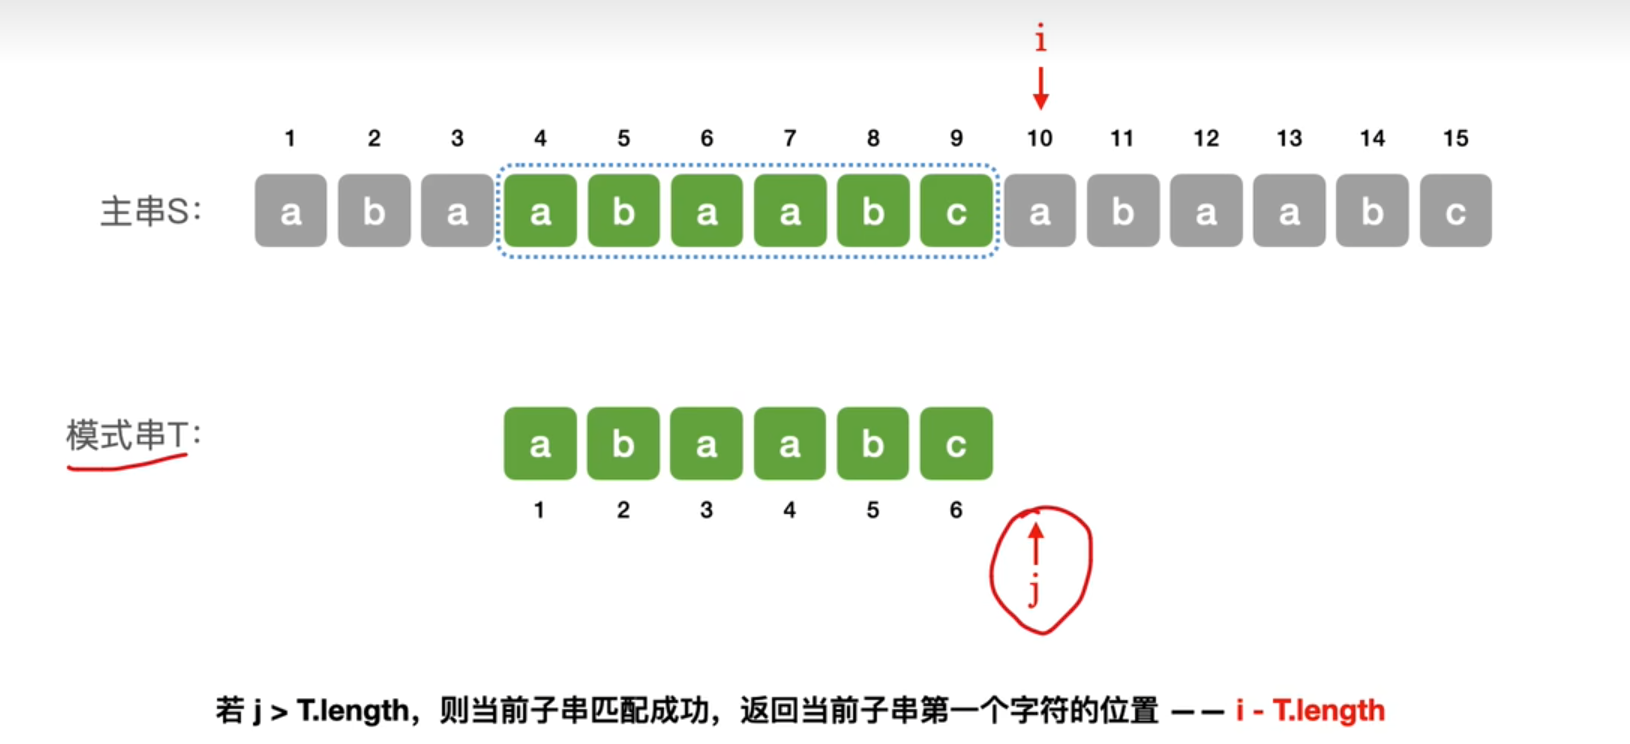 i
1 2 3 4 5 6 7 8 9 10 11 12 13 14 15
主串S: a b a a b a a b c a b a a b c
模式串T: a b a a b c
1 2 3 4 5 6
j
若 j > T.length，则当前子串匹配成功，返回当前子串第一个字符的位置 —— i - T.length